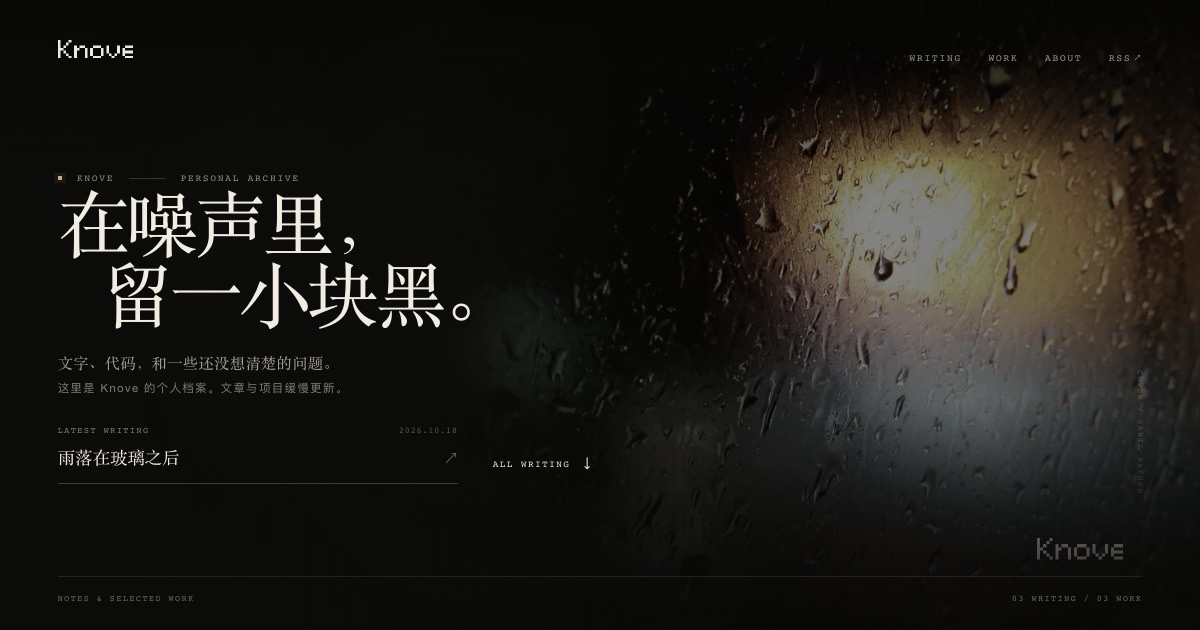 Knove
WRITING WORK ABOUT RSS ↗
KNOVE — PERSONAL ARCHIVE
在噪声里，
留一小块黑。
文字、代码，和一些还没想清楚的问题。
这里是 Knove 的个人档案。文章与项目缓慢更新。
LATEST WRITING 2026.10.18
雨落在玻璃之后 ↗
ALL WRITING ↓
Knove
NOTES & SELECTED WORK
03 WRITING / 03 WORK